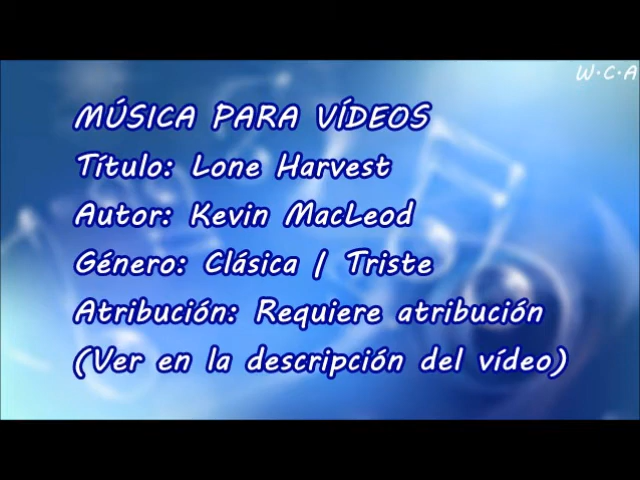 W·C·A
MÚSICA PARA VÍDEOS
Título: Lone Harvest
Autor: Kevin MacLeod
Género: Clásica / Triste
Atribución: Requiere atribución
(Ver en la descripción del vídeo)